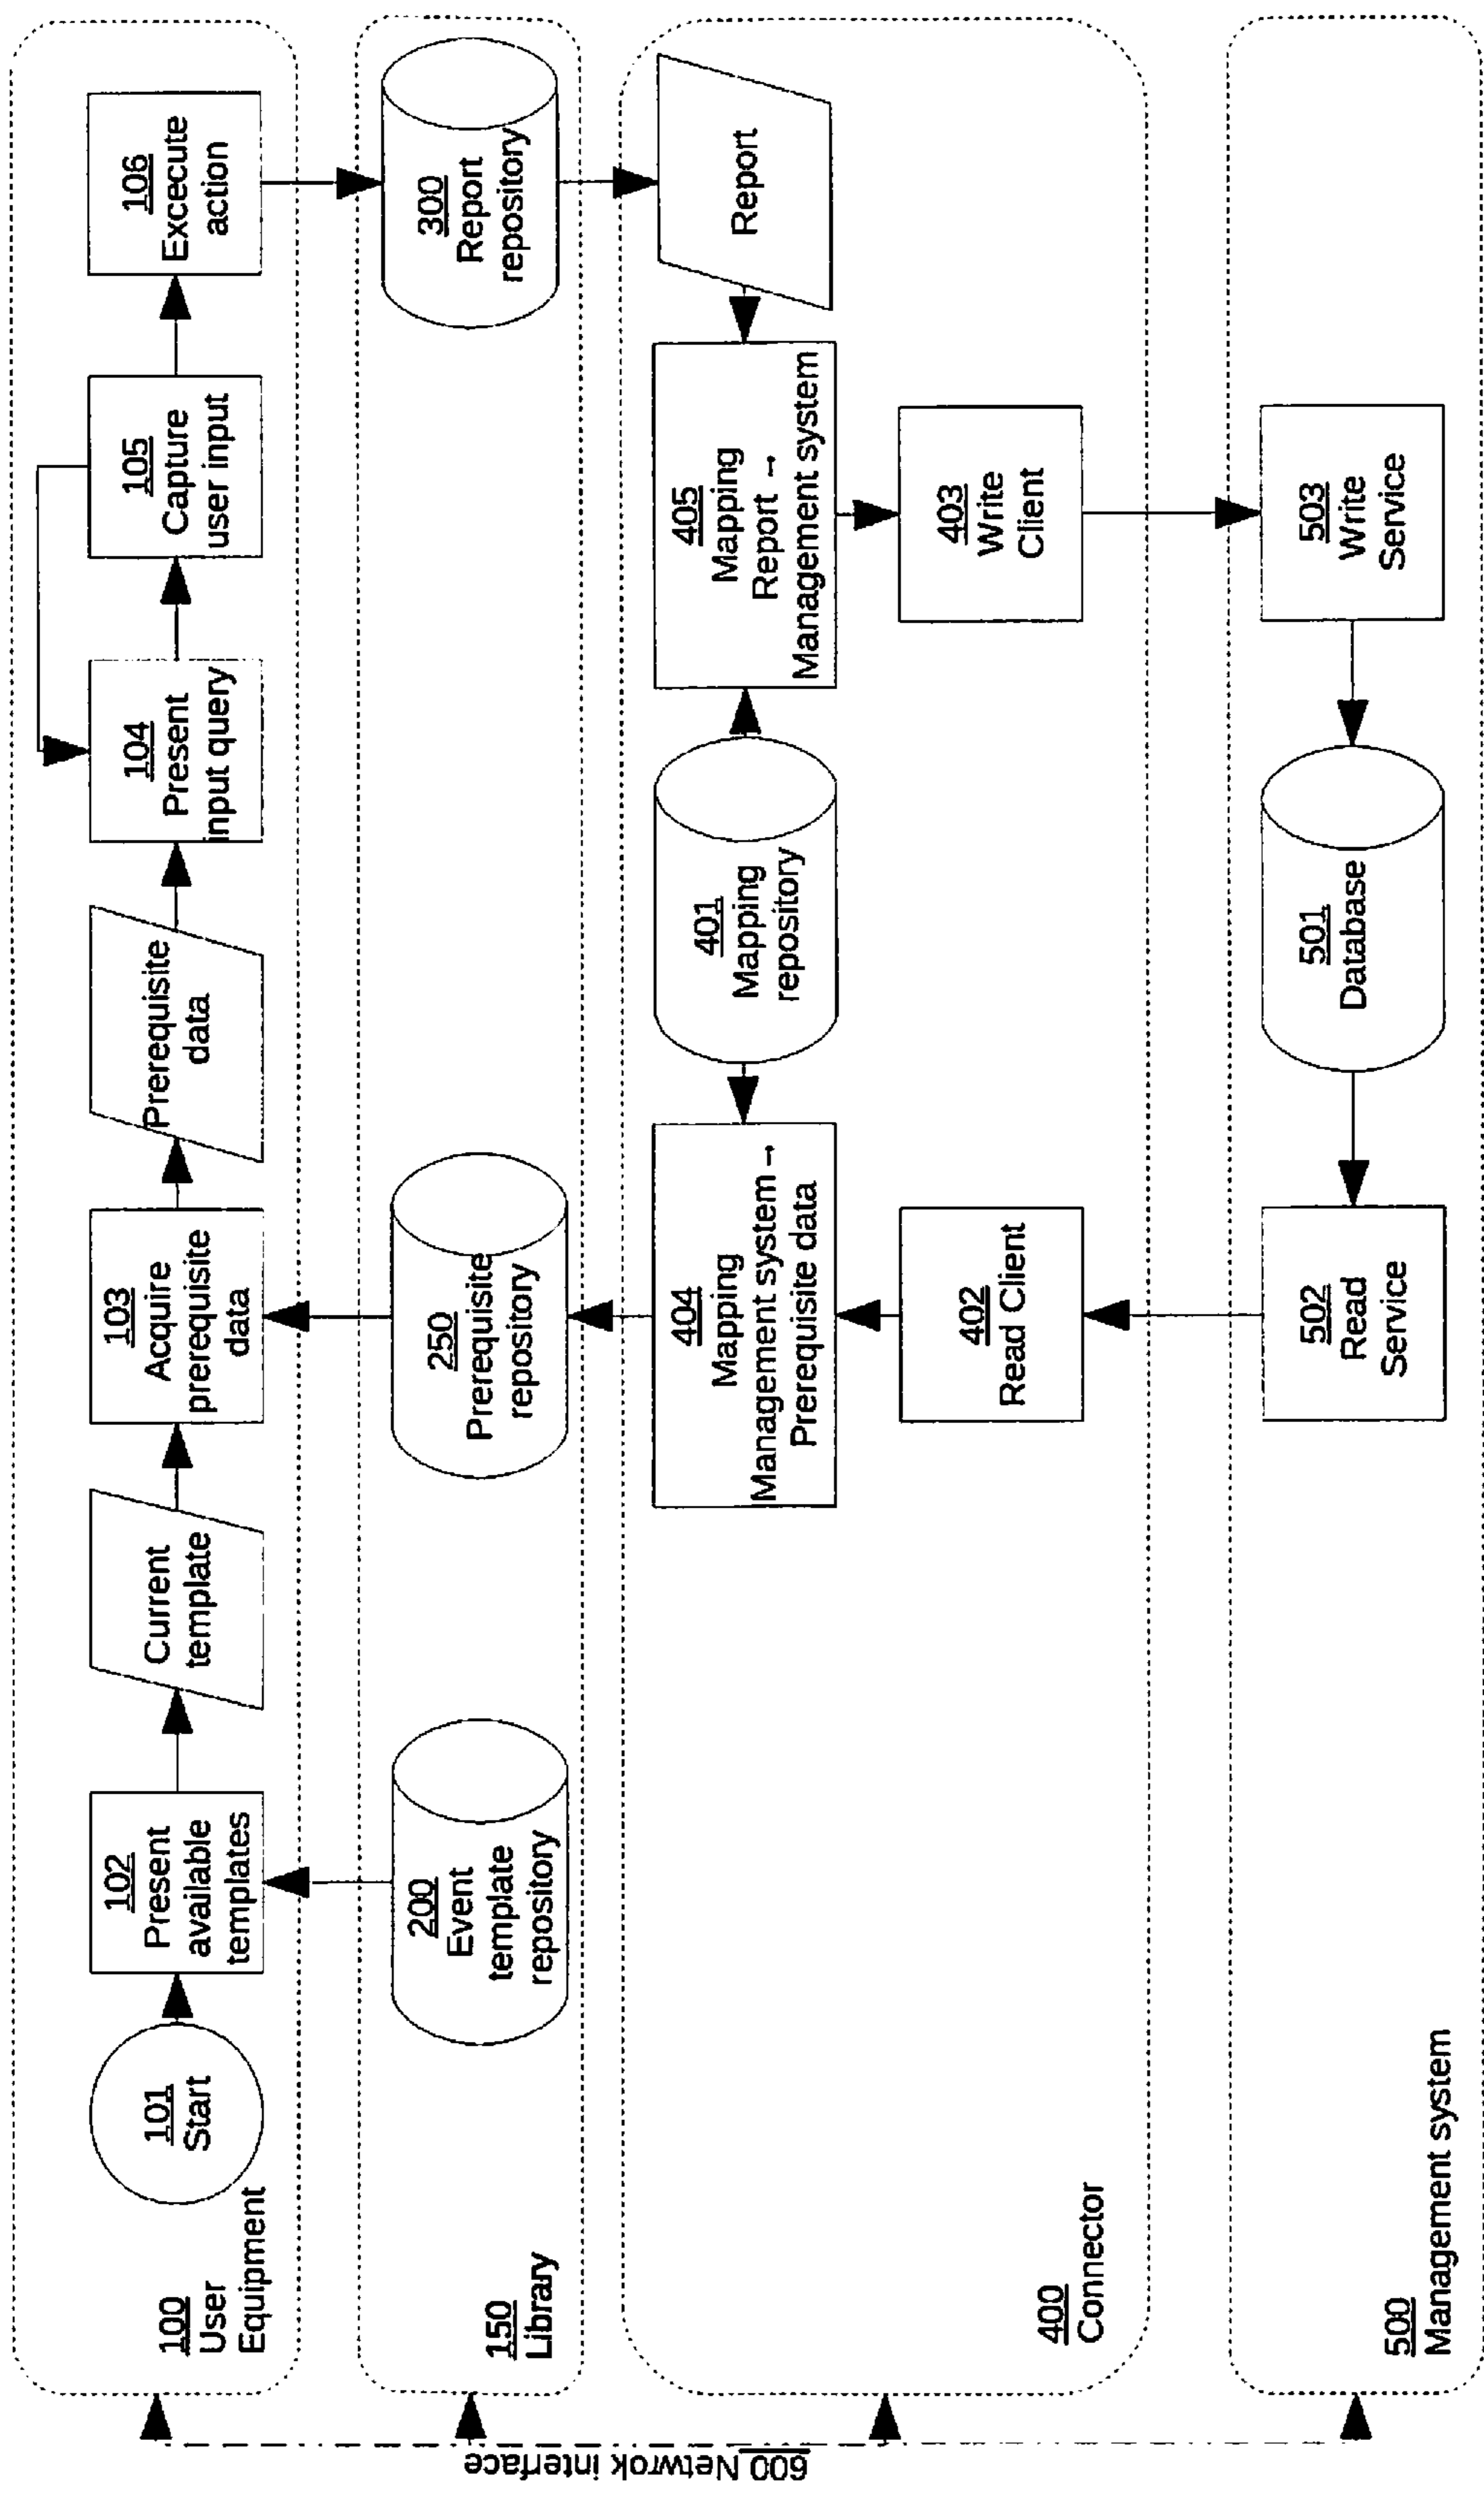 100
User
Equipment
101
Start
102
Present
available
templates
Current
template
103
Acquire
prerequisite
data
Prerequisite
data
104
Present
input query
105
Capture
user input
106
Excecute
action
150
Library
200
Event
template
repository
250
Prerequisite
repository
300
Report
repository
400
Connector
404
Mapping
Management system→
Prerequisite data
401
Mapping
repository
405
Mapping
Report →
Management system
Report
402
Read Client
403
Write
Client
500
Management system
502
Read
Service
501
Database
503
Write
Service
600 Netwrok interface